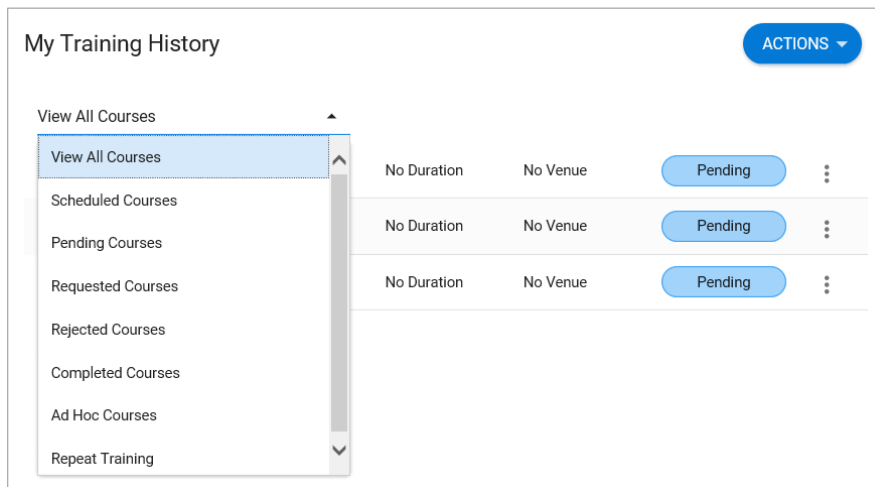 My Training History
ACTIONS
View All Courses
View All Courses
No Duration No Venue Pending
Scheduled Courses
Pending Courses
No Duration No Venue Pending
Requested Courses
No Duration No Venue Pending
Rejected Courses
Completed Courses
Ad Hoc Courses
Repeat Training